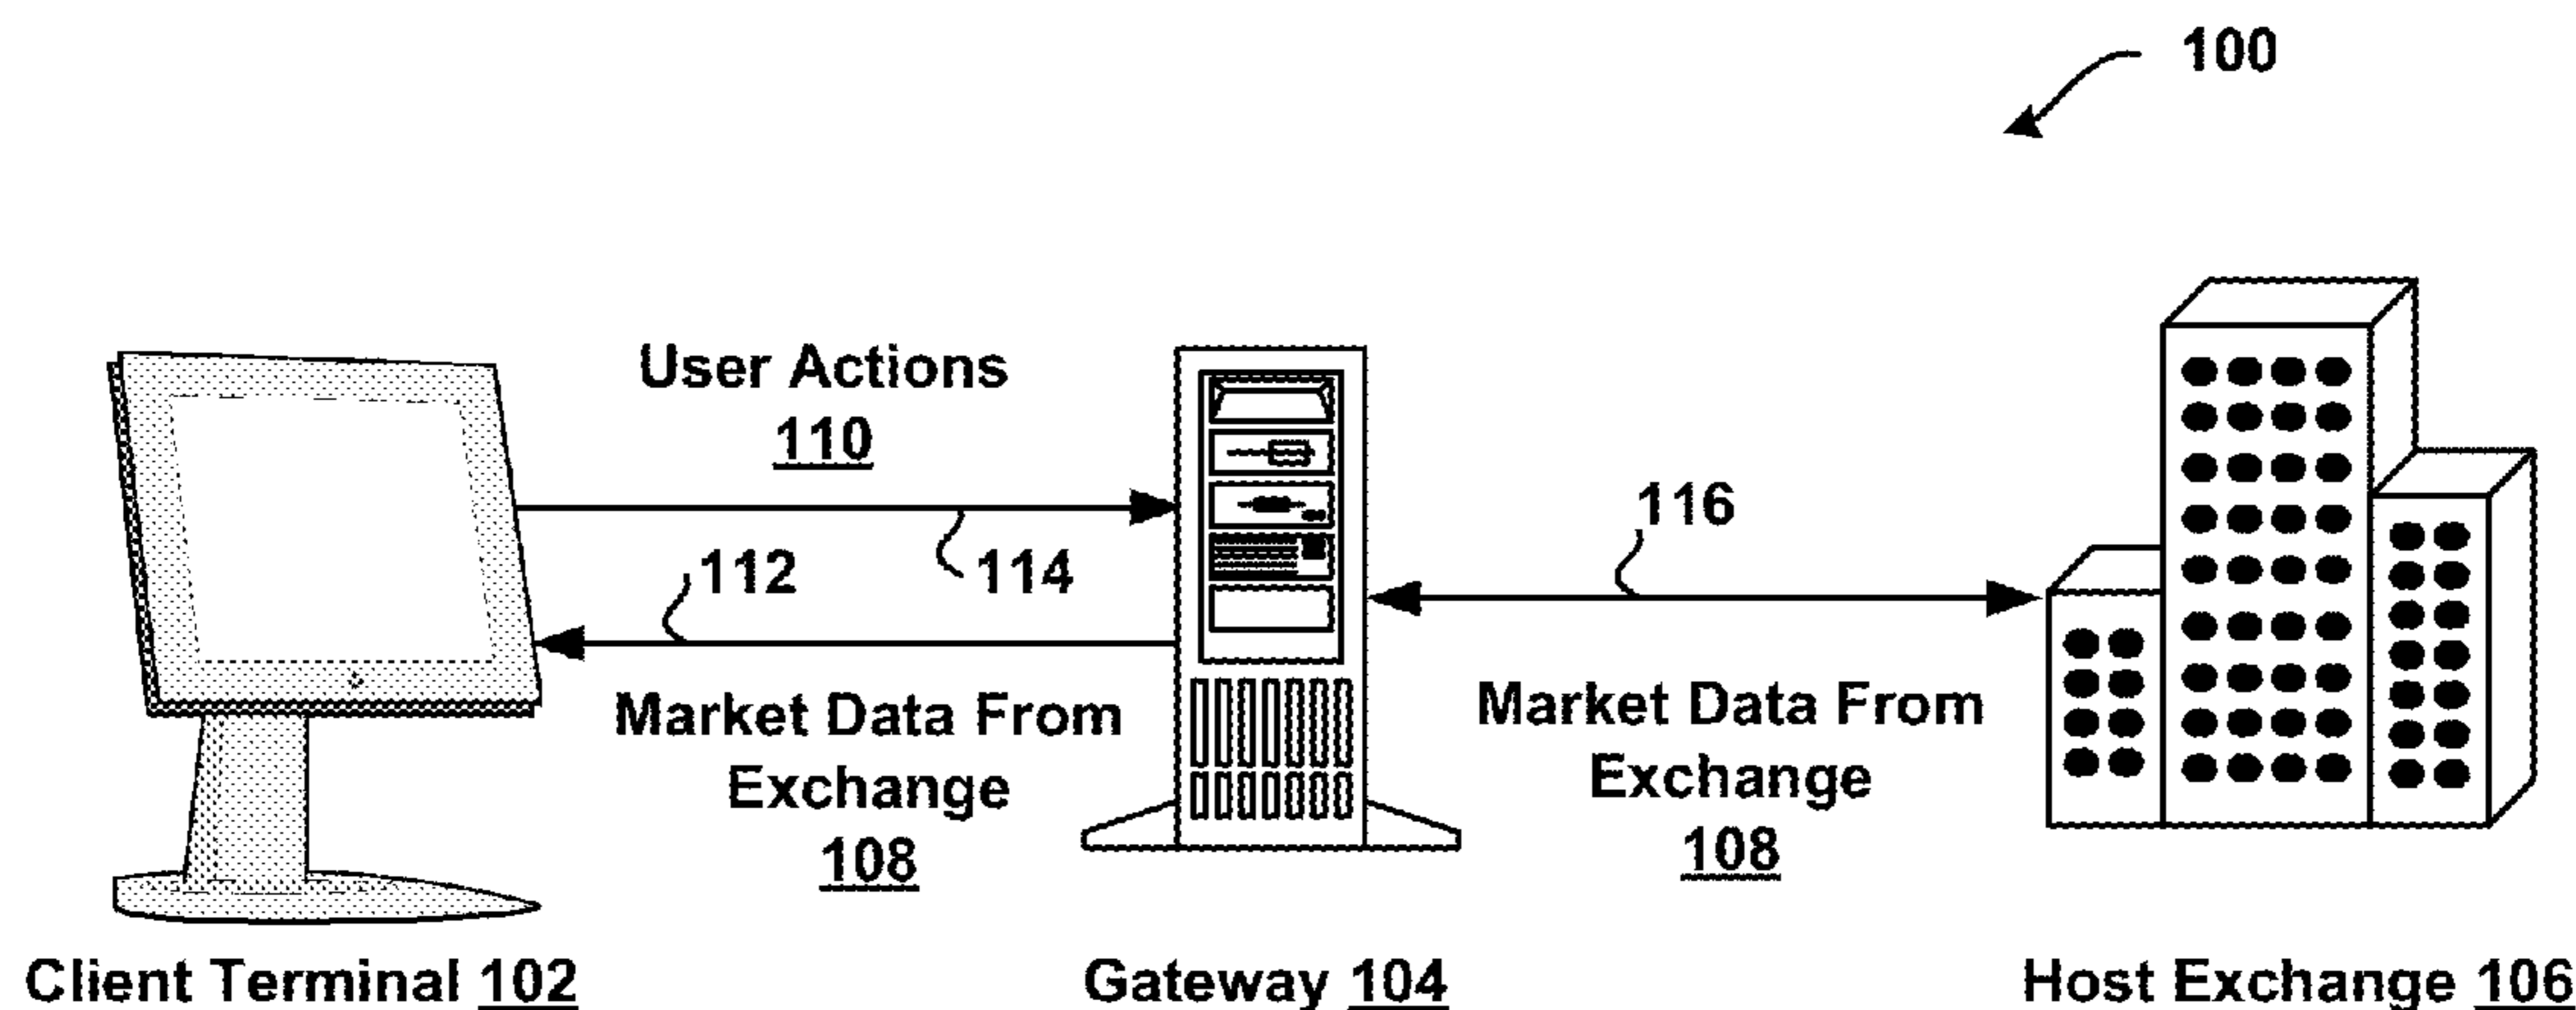 100
User Actions
110
114
112
116
Market Data From
Exchange
108
Market Data From
Exchange
108
Client Terminal 102
Gateway 104
Host Exchange 106